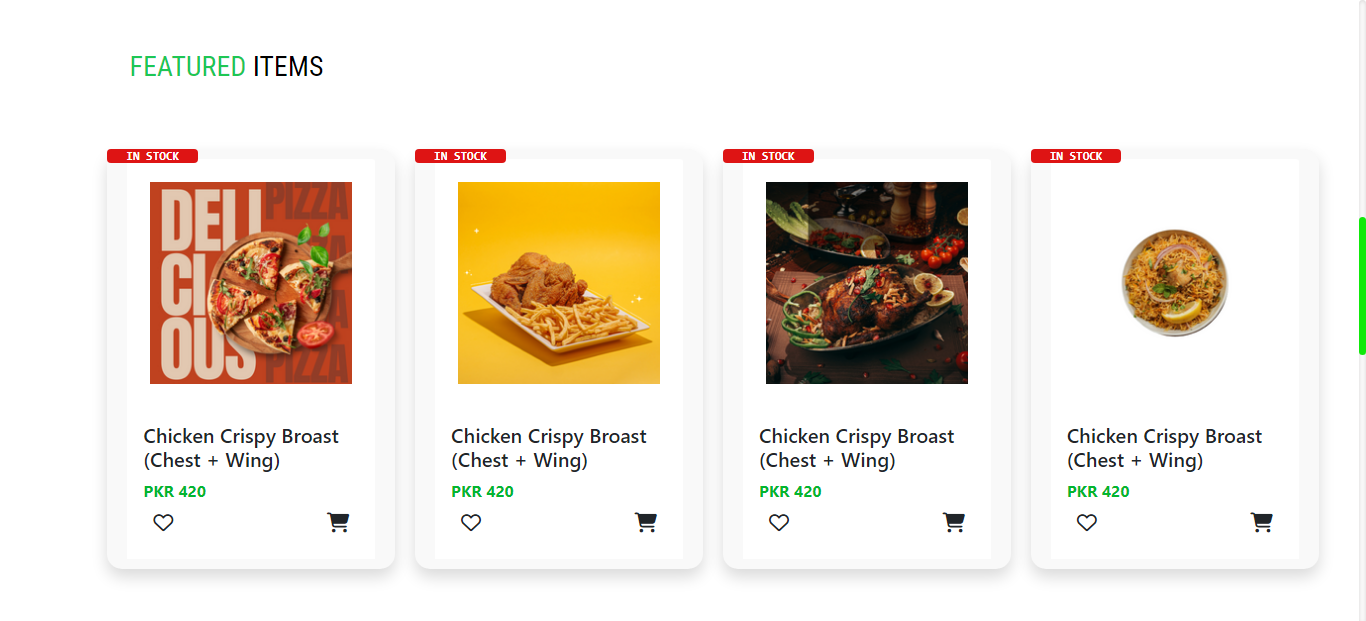 FEATURED ITEMS
IN STOCK
DELI
CI
OUS
PIZZA
PIZZA
Chicken Crispy Broast
(Chest + Wing)
PKR 420
IN STOCK
Chicken Crispy Broast
(Chest + Wing)
PKR 420
IN STOCK
Chicken Crispy Broast
(Chest + Wing)
PKR 420
IN STOCK
Chicken Crispy Broast
(Chest + Wing)
PKR 420